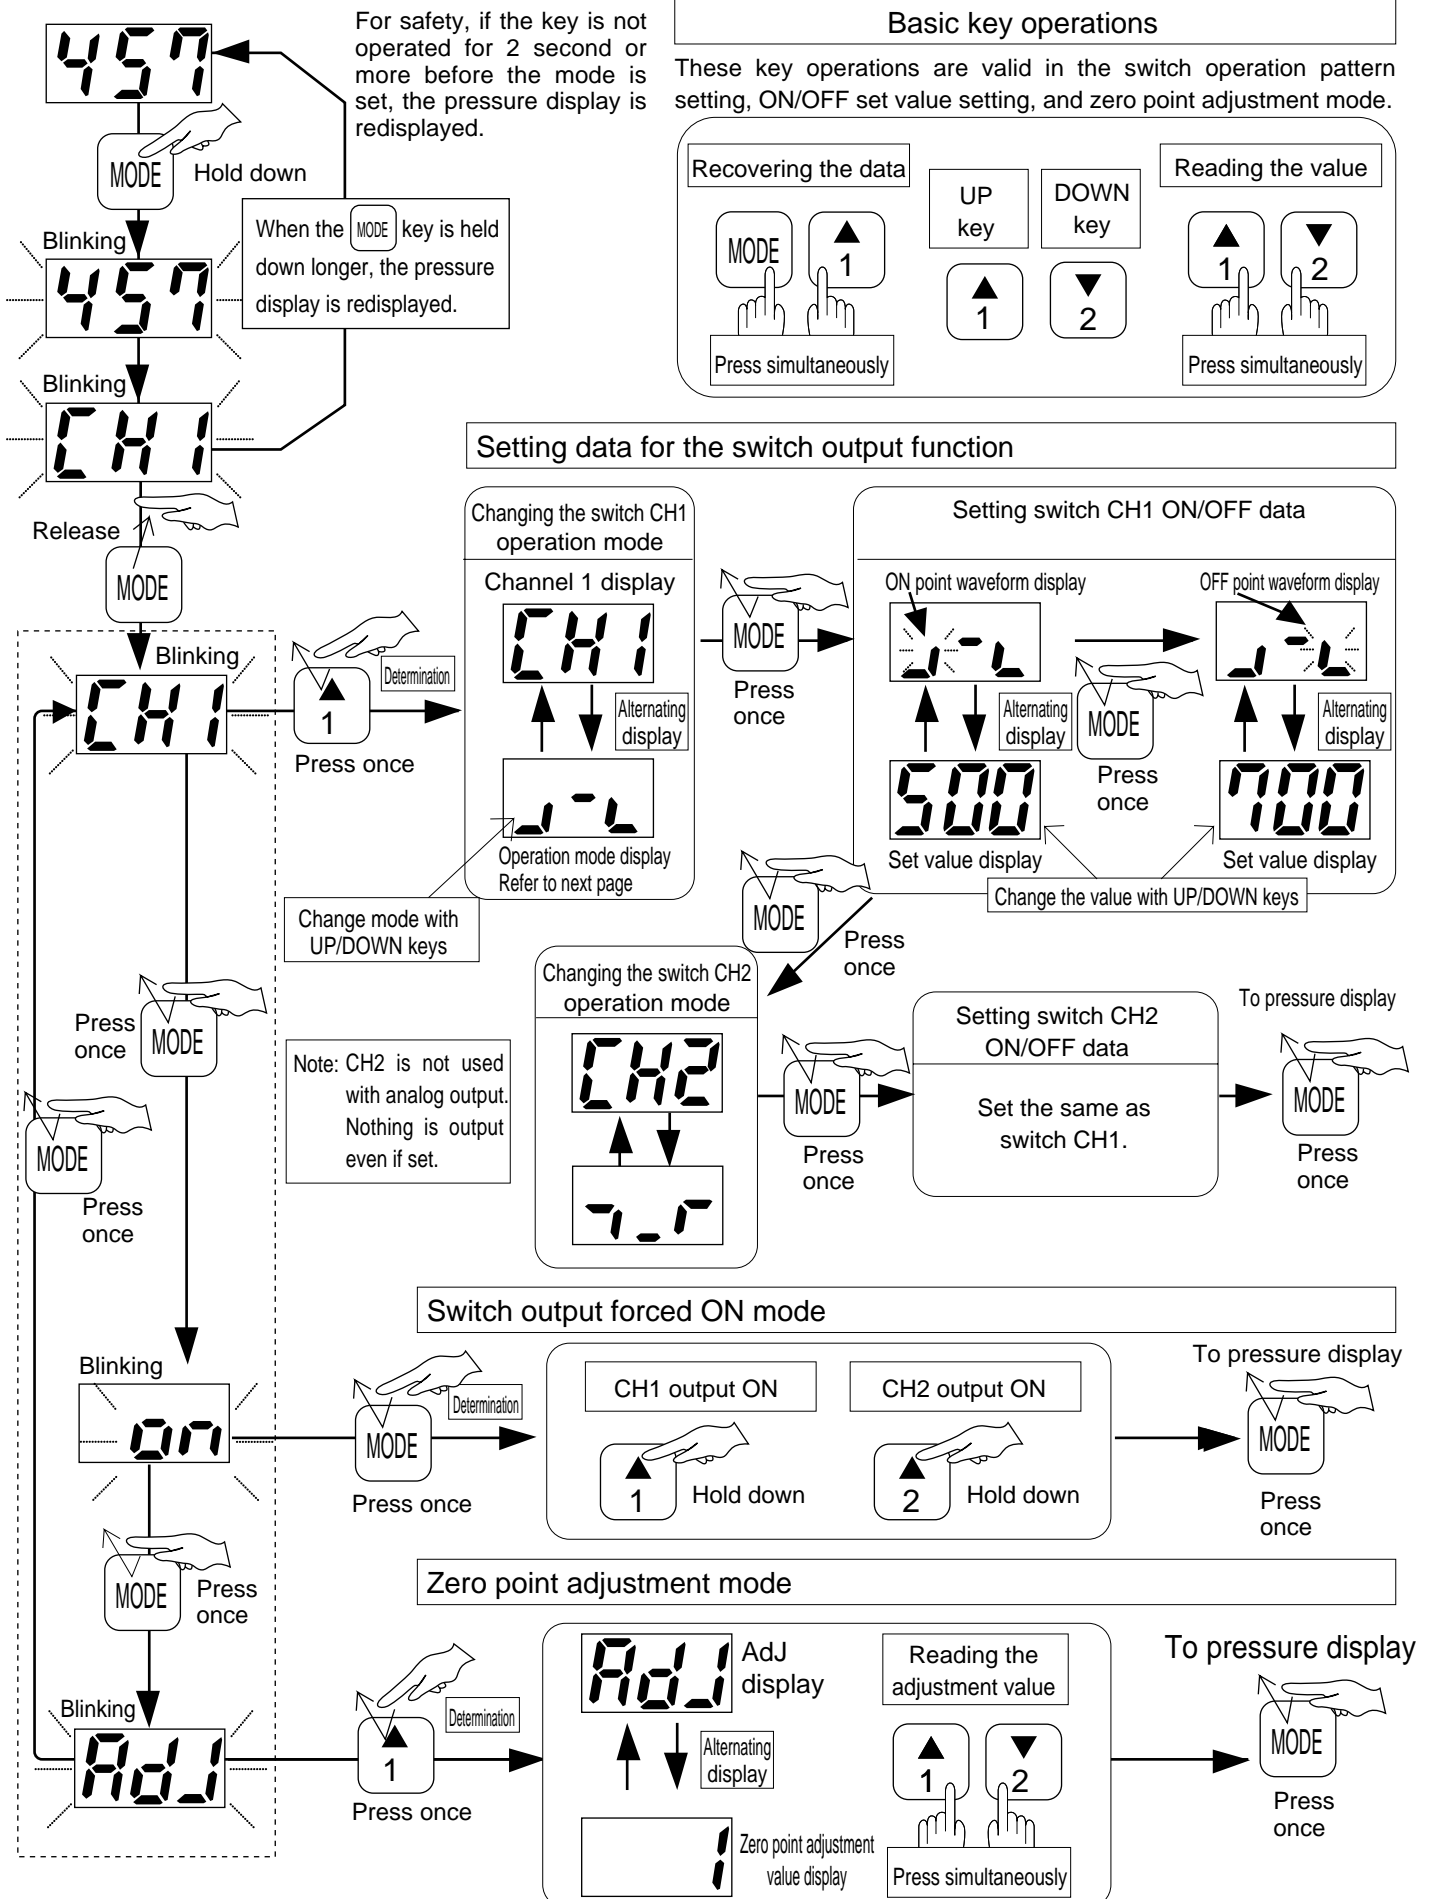 457
For safety, if the key is not
operated for 2 second or
more before the mode is
set, the pressure display is
redisplayed.
MODE
Hold down
Blinking
457
When the MODE key is held
down longer, the pressure
display is redisplayed.
Blinking
CH1
Release
MODE
Basic key operations
These key operations are valid in the switch operation pattern
setting, ON/OFF set value setting, and zero point adjustment mode.
Recovering the data
MODE
1
Press simultaneously
UP
key
1
DOWN
key
2
Reading the value
1
2
Press simultaneously
Setting data for the switch output function
Blinking
CH1
1
Press once
Determination
Changing the switch CH1
operation mode
Channel 1 display
CH1
Alternating
display
Operation mode display
Refer to next page
Change mode with
UP/DOWN keys
MODE
Press
once
Setting switch CH1 ON/OFF data
ON point waveform display
Alternating
display
500
Set value display
MODE
Press
once
OFF point waveform display
Alternating
display
700
Set value display
Change the value with UP/DOWN keys
MODE
Press
once
Changing the switch CH2
operation mode
CH2
MODE
Press
once
Setting switch CH2
ON/OFF data
Set the same as
switch CH1.
To pressure display
MODE
Press
once
Note: CH2 is not used
with analog output.
Nothing is output
even if set.
Press
once
MODE
MODE
Press
once
Switch output forced ON mode
Blinking
on
MODE
Press once
Determination
CH1 output ON
1
Hold down
CH2 output ON
2
Hold down
To pressure display
MODE
Press
once
MODE
Press
once
Zero point adjustment mode
Blinking
AdJ
1
Press once
Determination
AdJ
AdJ
display
Alternating
display
1
Zero point adjustment
value display
Reading the
adjustment value
1
2
Press simultaneously
To pressure display
MODE
Press
once